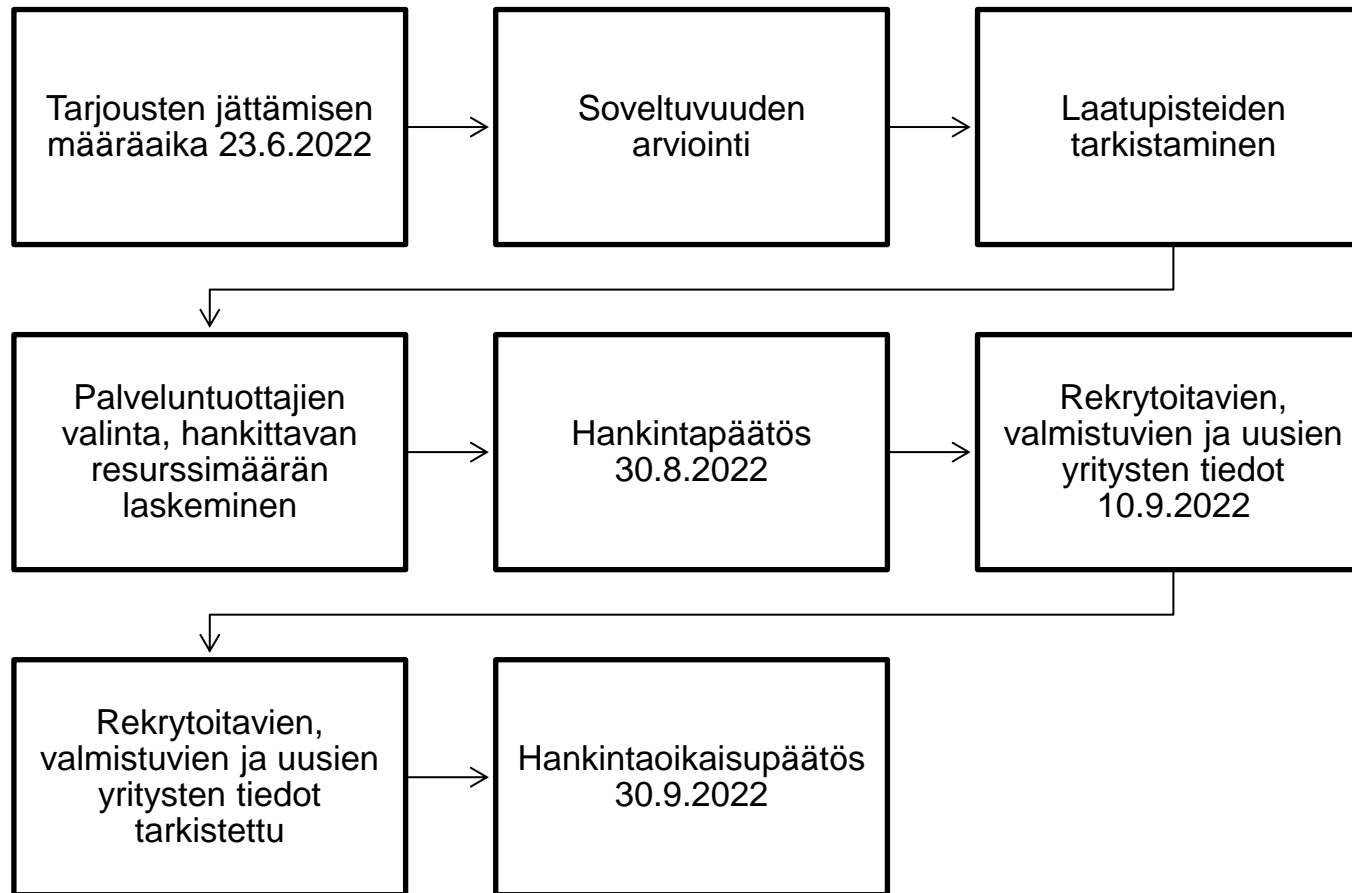 Tarjousten jättämisen
määräaika 23.6.2022
Soveltuvuuden
arviointi
Laatupisteiden
tarkistaminen
Palveluntuottajien
valinta, hankittavan
resurssimäärän
laskeminen
Hankintapäätös
30.8.2022
Rekrytoitavien,
valmistuvien ja uusien
yritysten tiedot
10.9.2022
Rekrytoitavien,
valmistuvien ja uusien
yritysten tiedot
tarkistettu
Hankintaoikaisupäätös
30.9.2022